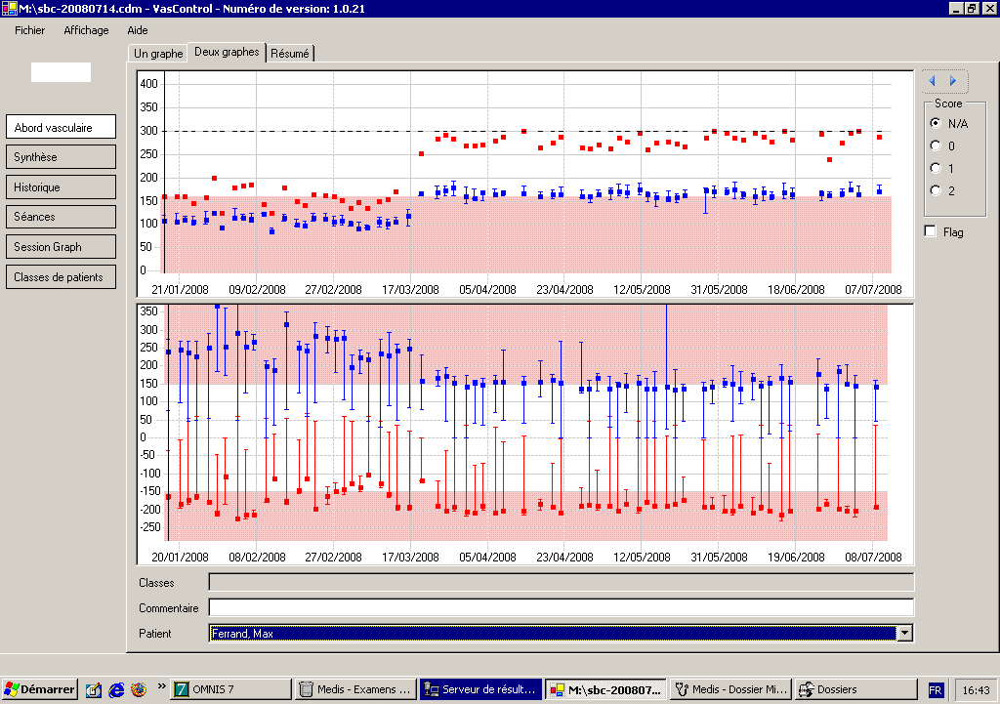 M:\sbc-20080714.cdm - VasControl - Numéro de version: 1.0.21
Fichier Affichage Aide
Un graphe Deux graphes Résumé
Abord vasculaire
Synthèse
Historique
Séances
Session Graph
Classes de patients
400
350
300
250
200
150
100
50
0
21/01/2008 09/02/2008 27/02/2008 17/03/2008 05/04/2008 23/04/2008 12/05/2008 31/05/2008 18/06/2008 07/07/2008
350
300
250
200
150
100
50
0
-50
-100
-150
-200
-250
20/01/2008 08/02/2008 27/02/2008 17/03/2008 05/04/2008 23/04/2008 12/05/2008 31/05/2008 19/06/2008 08/07/2008
Score
N/A
0
1
2
Flag
Classes
Commentaire
Patient Ferrand, Max
Démarrer » OMNIS 7 Medis - Examens ... Serveur de résult... M:\sbc-200807... Medis - Dossier Mi... Dossiers FR 16:43